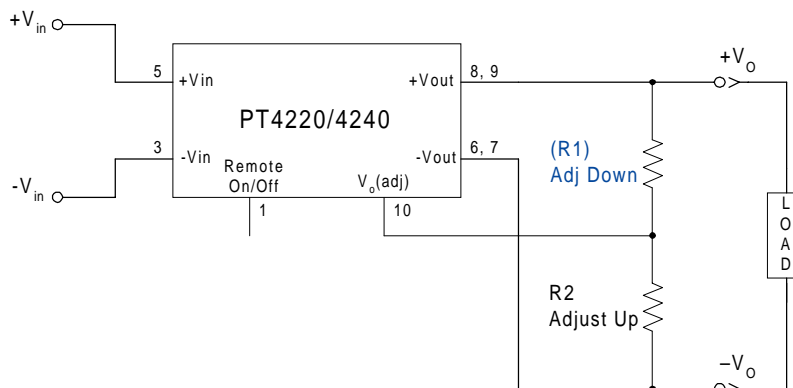 +Vin
+VO
5
+Vin
+Vout
8, 9
PT4220/4240
(R1)
Adj Down
3
-Vin
-Vout
6, 7
Remote
On/Off
Vo(adj)
-Vin
1
10
LOAD
R2
Adjust Up
–VO